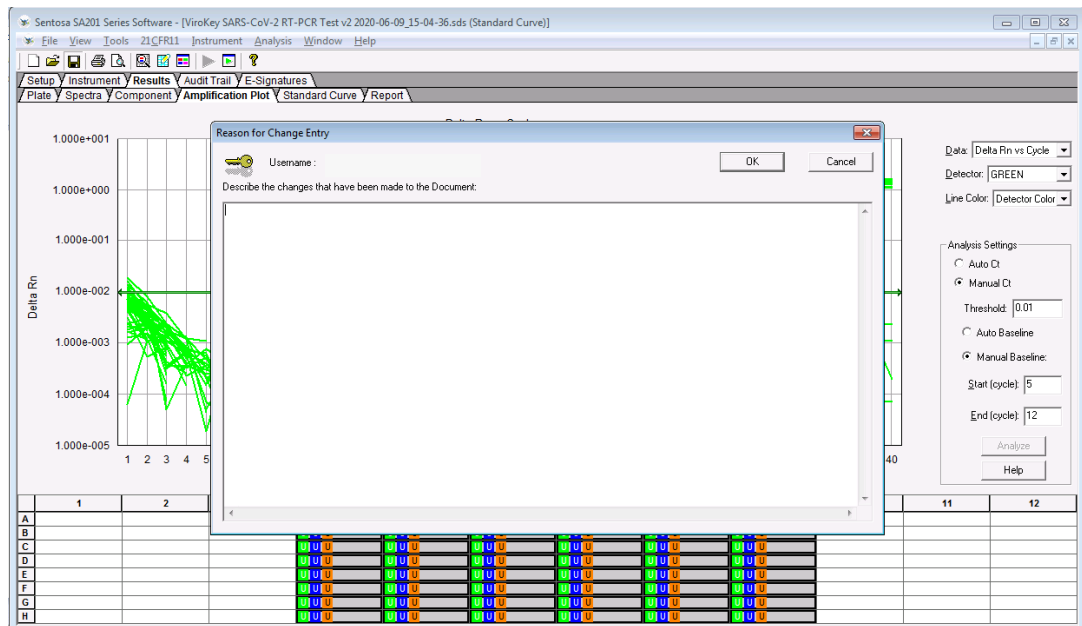 Sentosa SA201 Series Software - [ViroKey SARS-CoV-2 RT-PCR Test v2 2020-06-09_15-04-36.sds (Standard Curve)]
File View Tools 21CFR11 Instrument Analysis Window Help
Setup Instrument Results Audit Trail E-Signatures
Plate Spectra Component Amplification Plot Standard Curve Report
Reason for Change Entry
Username :
OK Cancel
Describe the changes that have been made to the Document:
Data: Delta Rn vs Cycle
Detector: GREEN
Line Color: Detector Color
Analysis Settings
Auto Ct
Manual Ct
Threshold: 0.01
Auto Baseline
Manual Baseline:
Start (cycle): 5
End (cycle): 12
Analyze
Help
Delta Rn
1.000e+001
1.000e+000
1.000e-001
1.000e-002
1.000e-003
1.000e-004
1.000e-005
1 2 3 4 5 40
1 2 11 12
A
B
C U U U U U U U U U U U U U U U U U U
D U U U U U U U U U U U U U U U U U U
E U U U U U U U U U U U U U U U U U U
F U U U U U U U U U U U U U U U U U U
G U U U U U U U U U U U U U U U U U U
H U U U U U U U U U U U U U U U U U U